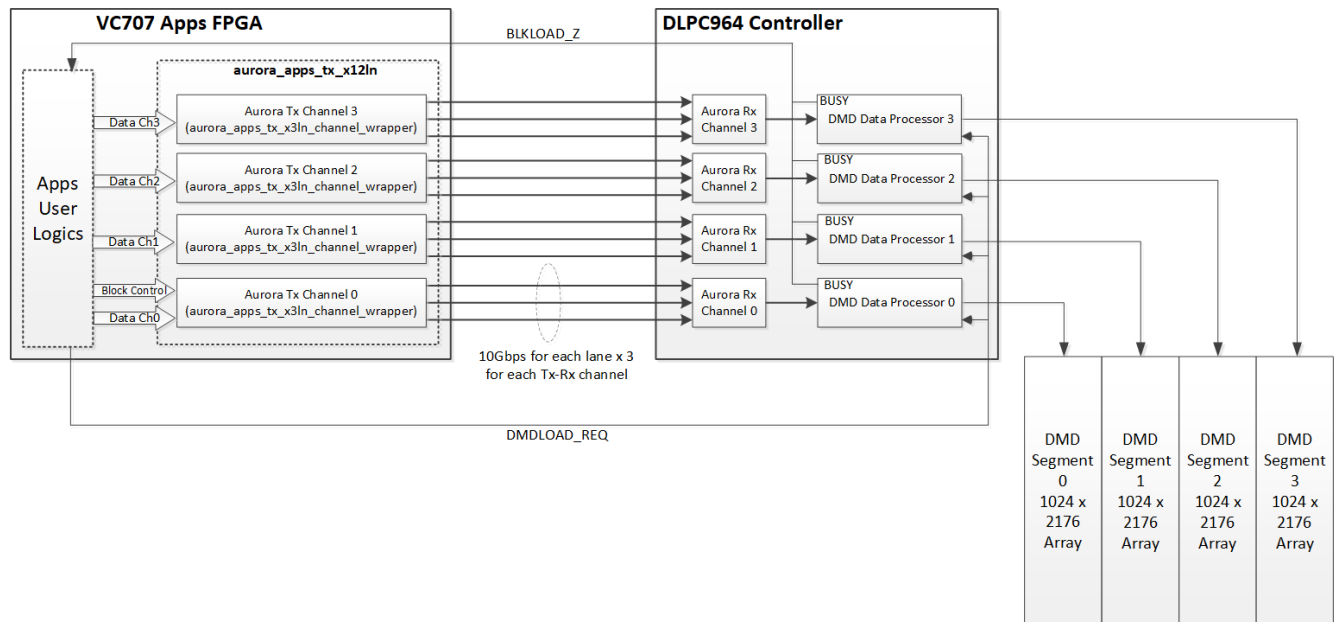 VC707 Apps FPGA
DLPC964 Controller
BLKLOAD_Z
aurora_apps_tx_x12ln
Apps
User
Logics
Data Ch3
Aurora Tx Channel 3
(aurora_apps_tx_x3ln_channel_wrapper)
Aurora Rx
Channel 3
BUSY
DMD Data Processor 3
Data Ch2
Aurora Tx Channel 2
(aurora_apps_tx_x3ln_channel_wrapper)
Aurora Rx
Channel 2
BUSY
DMD Data Processor 2
Data Ch1
Aurora Tx Channel 1
(aurora_apps_tx_x3ln_channel_wrapper)
Aurora Rx
Channel 1
BUSY
DMD Data Processor 1
Block Control
Data Ch0
Aurora Tx Channel 0
(aurora_apps_tx_x3ln_channel_wrapper)
Aurora Rx
Channel 0
BUSY
DMD Data Processor 0
10Gbps for each lane x 3
for each Tx-Rx channel
DMDLOAD_REQ
DMD
Segment
0
1024 x
2176
Array
DMD
Segment
1
1024 x
2176
Array
DMD
Segment
2
1024 x
2176
Array
DMD
Segment
3
1024 x
2176
Array